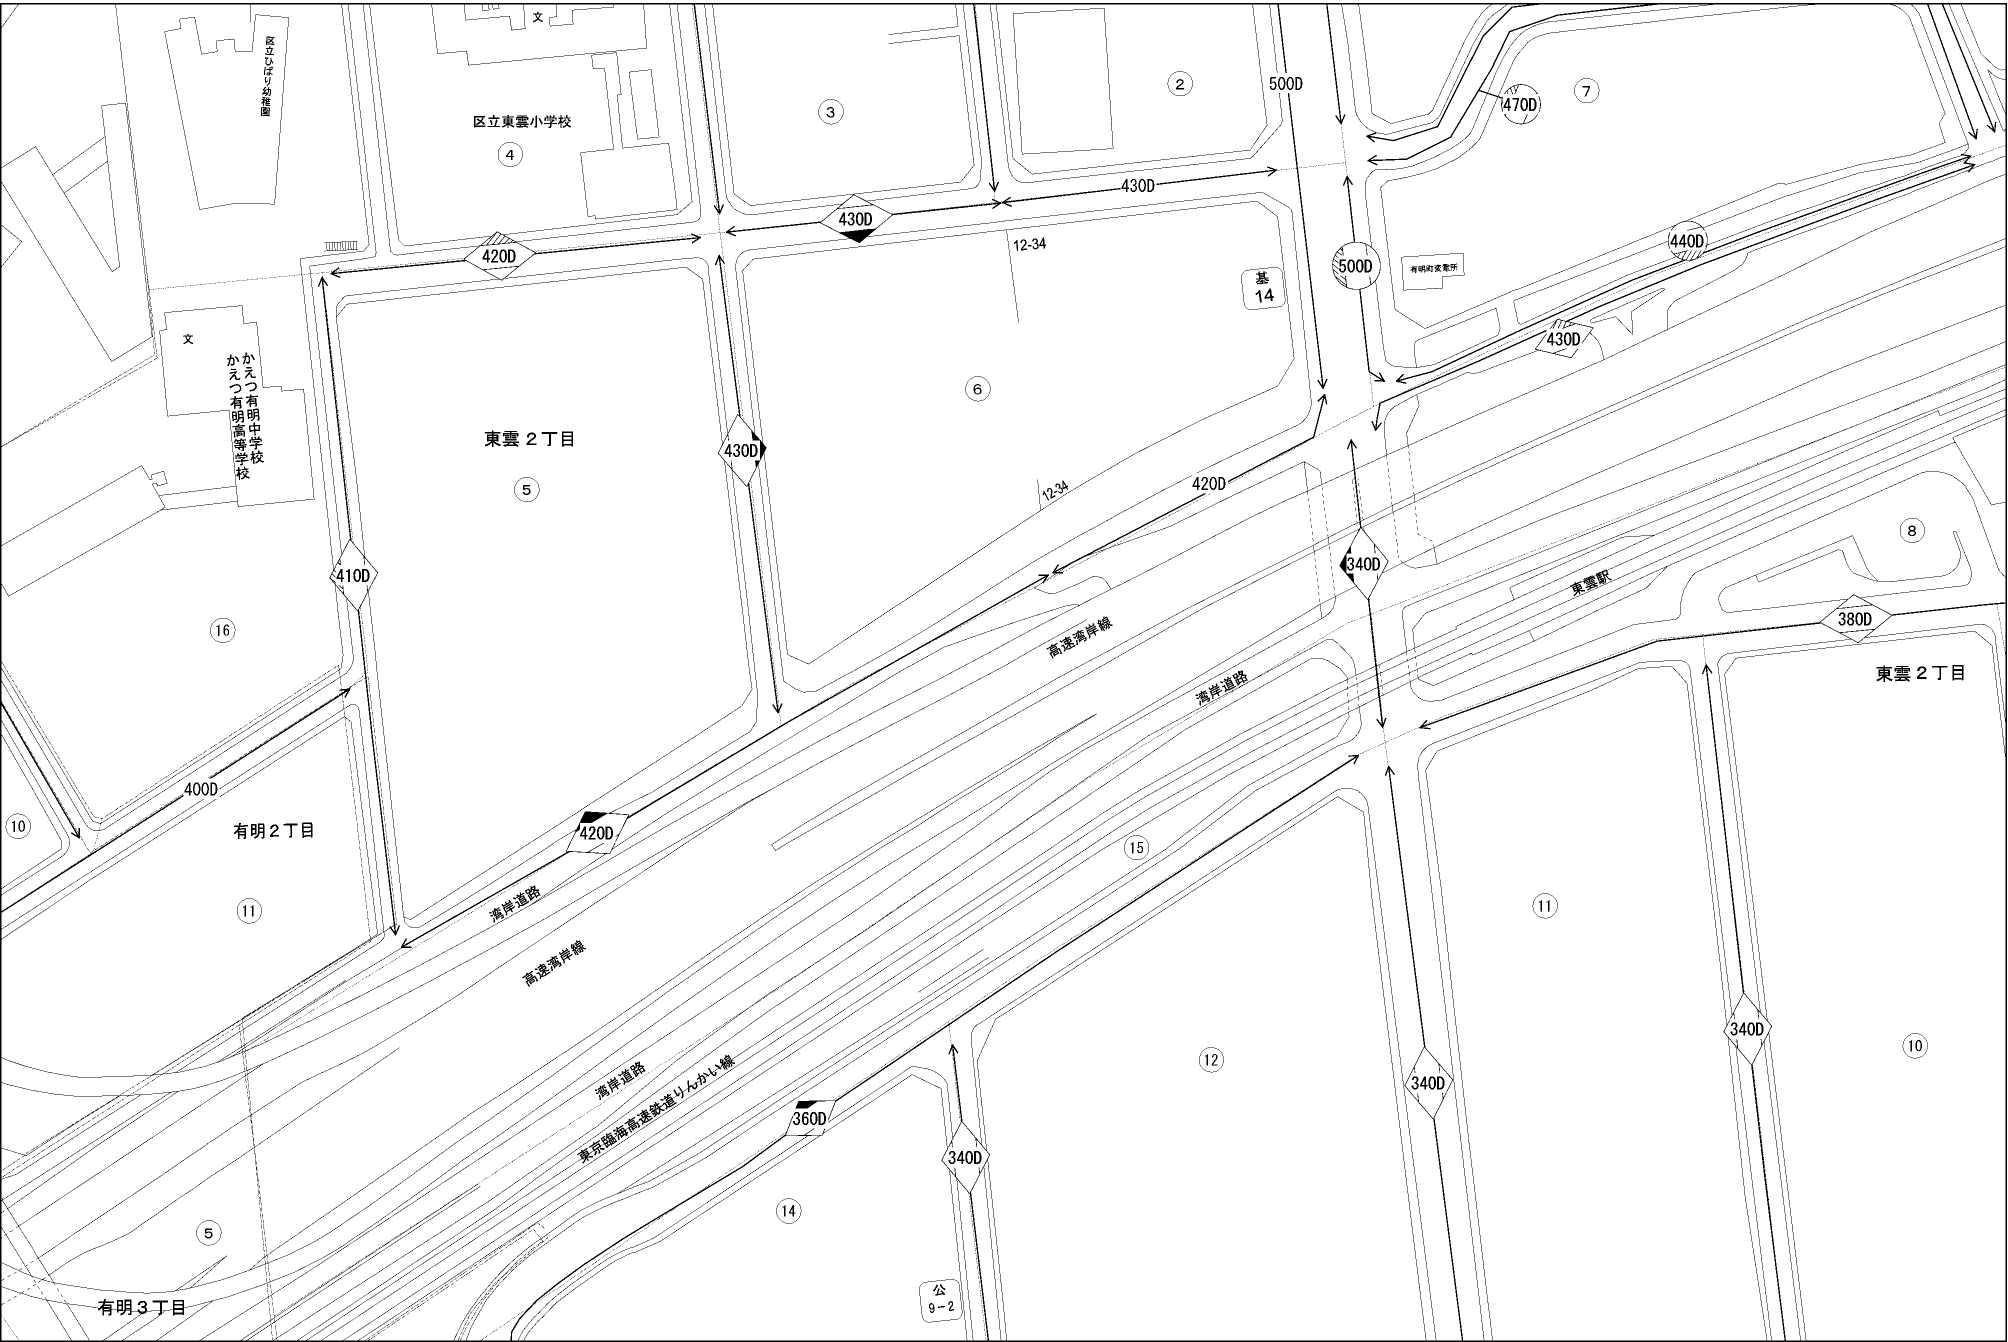 文
区立ひばり幼稚園
500D
②
⑦
470D
③
区立東雲小学校
④
430D
430D
420D
12-34
440D
500D
有明町変電所
基
14
文
430D
かえつ有明中学校
かえつ有明高等学校
⑥
東雲２丁目
430D
⑤
420D
12-34
⑧
340D
410D
東雲駅
380D
⑯
高速湾岸線
東雲２丁目
湾岸道路
400D
⑩
有明２丁目
420D
⑮
湾岸道路
⑪
⑪
高速湾岸線
340D
⑩
⑫
湾岸道路
340D
東京臨海高速鉄道りんかい線
360D
340D
⑭
⑤
公
9-2
有明３丁目